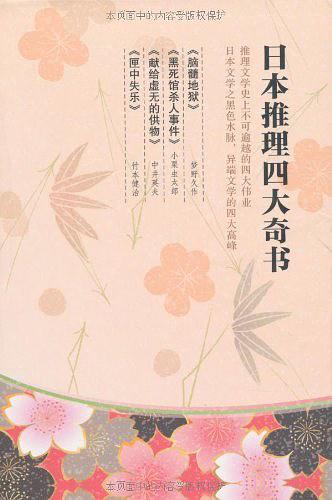 本页面中的内容受版权保护
日本推理四大奇书
推理文学史上不可逾越的四大伟业
日本文学之黑色水脉，异端文学的四大高峰
《脑髓地狱》 梦野久作
《黑死馆杀人事件》 小栗虫太郎
《献给虚无的供物》 中井英夫
《匣中失乐》 竹本健治
本页面中的内容受版权保护